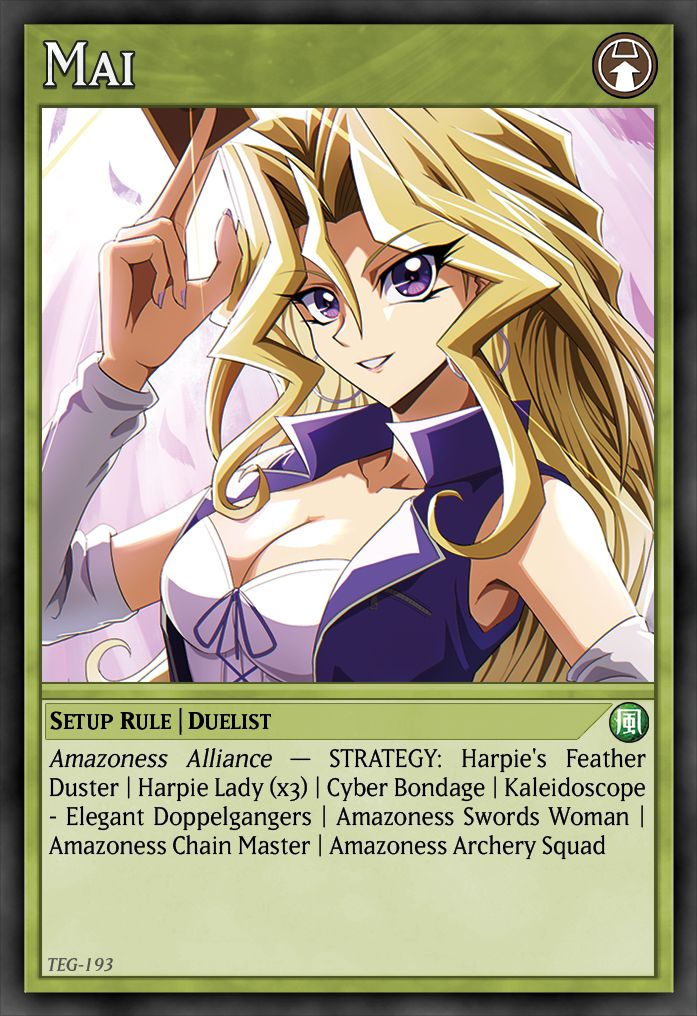 Mai
Setup Rule | Duelist
風
Amazoness Alliance — STRATEGY: Harpie's Feather
Duster | Harpie Lady (x3) | Cyber Bondage | Kaleidoscope
- Elegant Doppelgangers | Amazoness Swords Woman |
Amazoness Chain Master | Amazoness Archery Squad
TEG-193